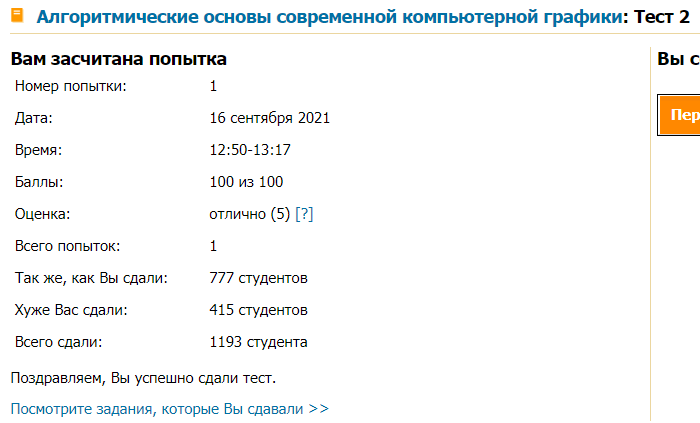 Алгоритмические основы современной компьютерной графики: Тест 2
Вам засчитана попытка
Номер попытки: 1
Дата: 16 сентября 2021
Время: 12:50-13:17
Баллы: 100 из 100
Оценка: отлично (5) [?]
Всего попыток: 1
Так же, как Вы сдали: 777 студентов
Хуже Вас сдали: 415 студентов
Всего сдали: 1193 студента
Поздравляем, Вы успешно сдали тест.
Посмотрите задания, которые Вы сдавали >>
Вы с
Пер